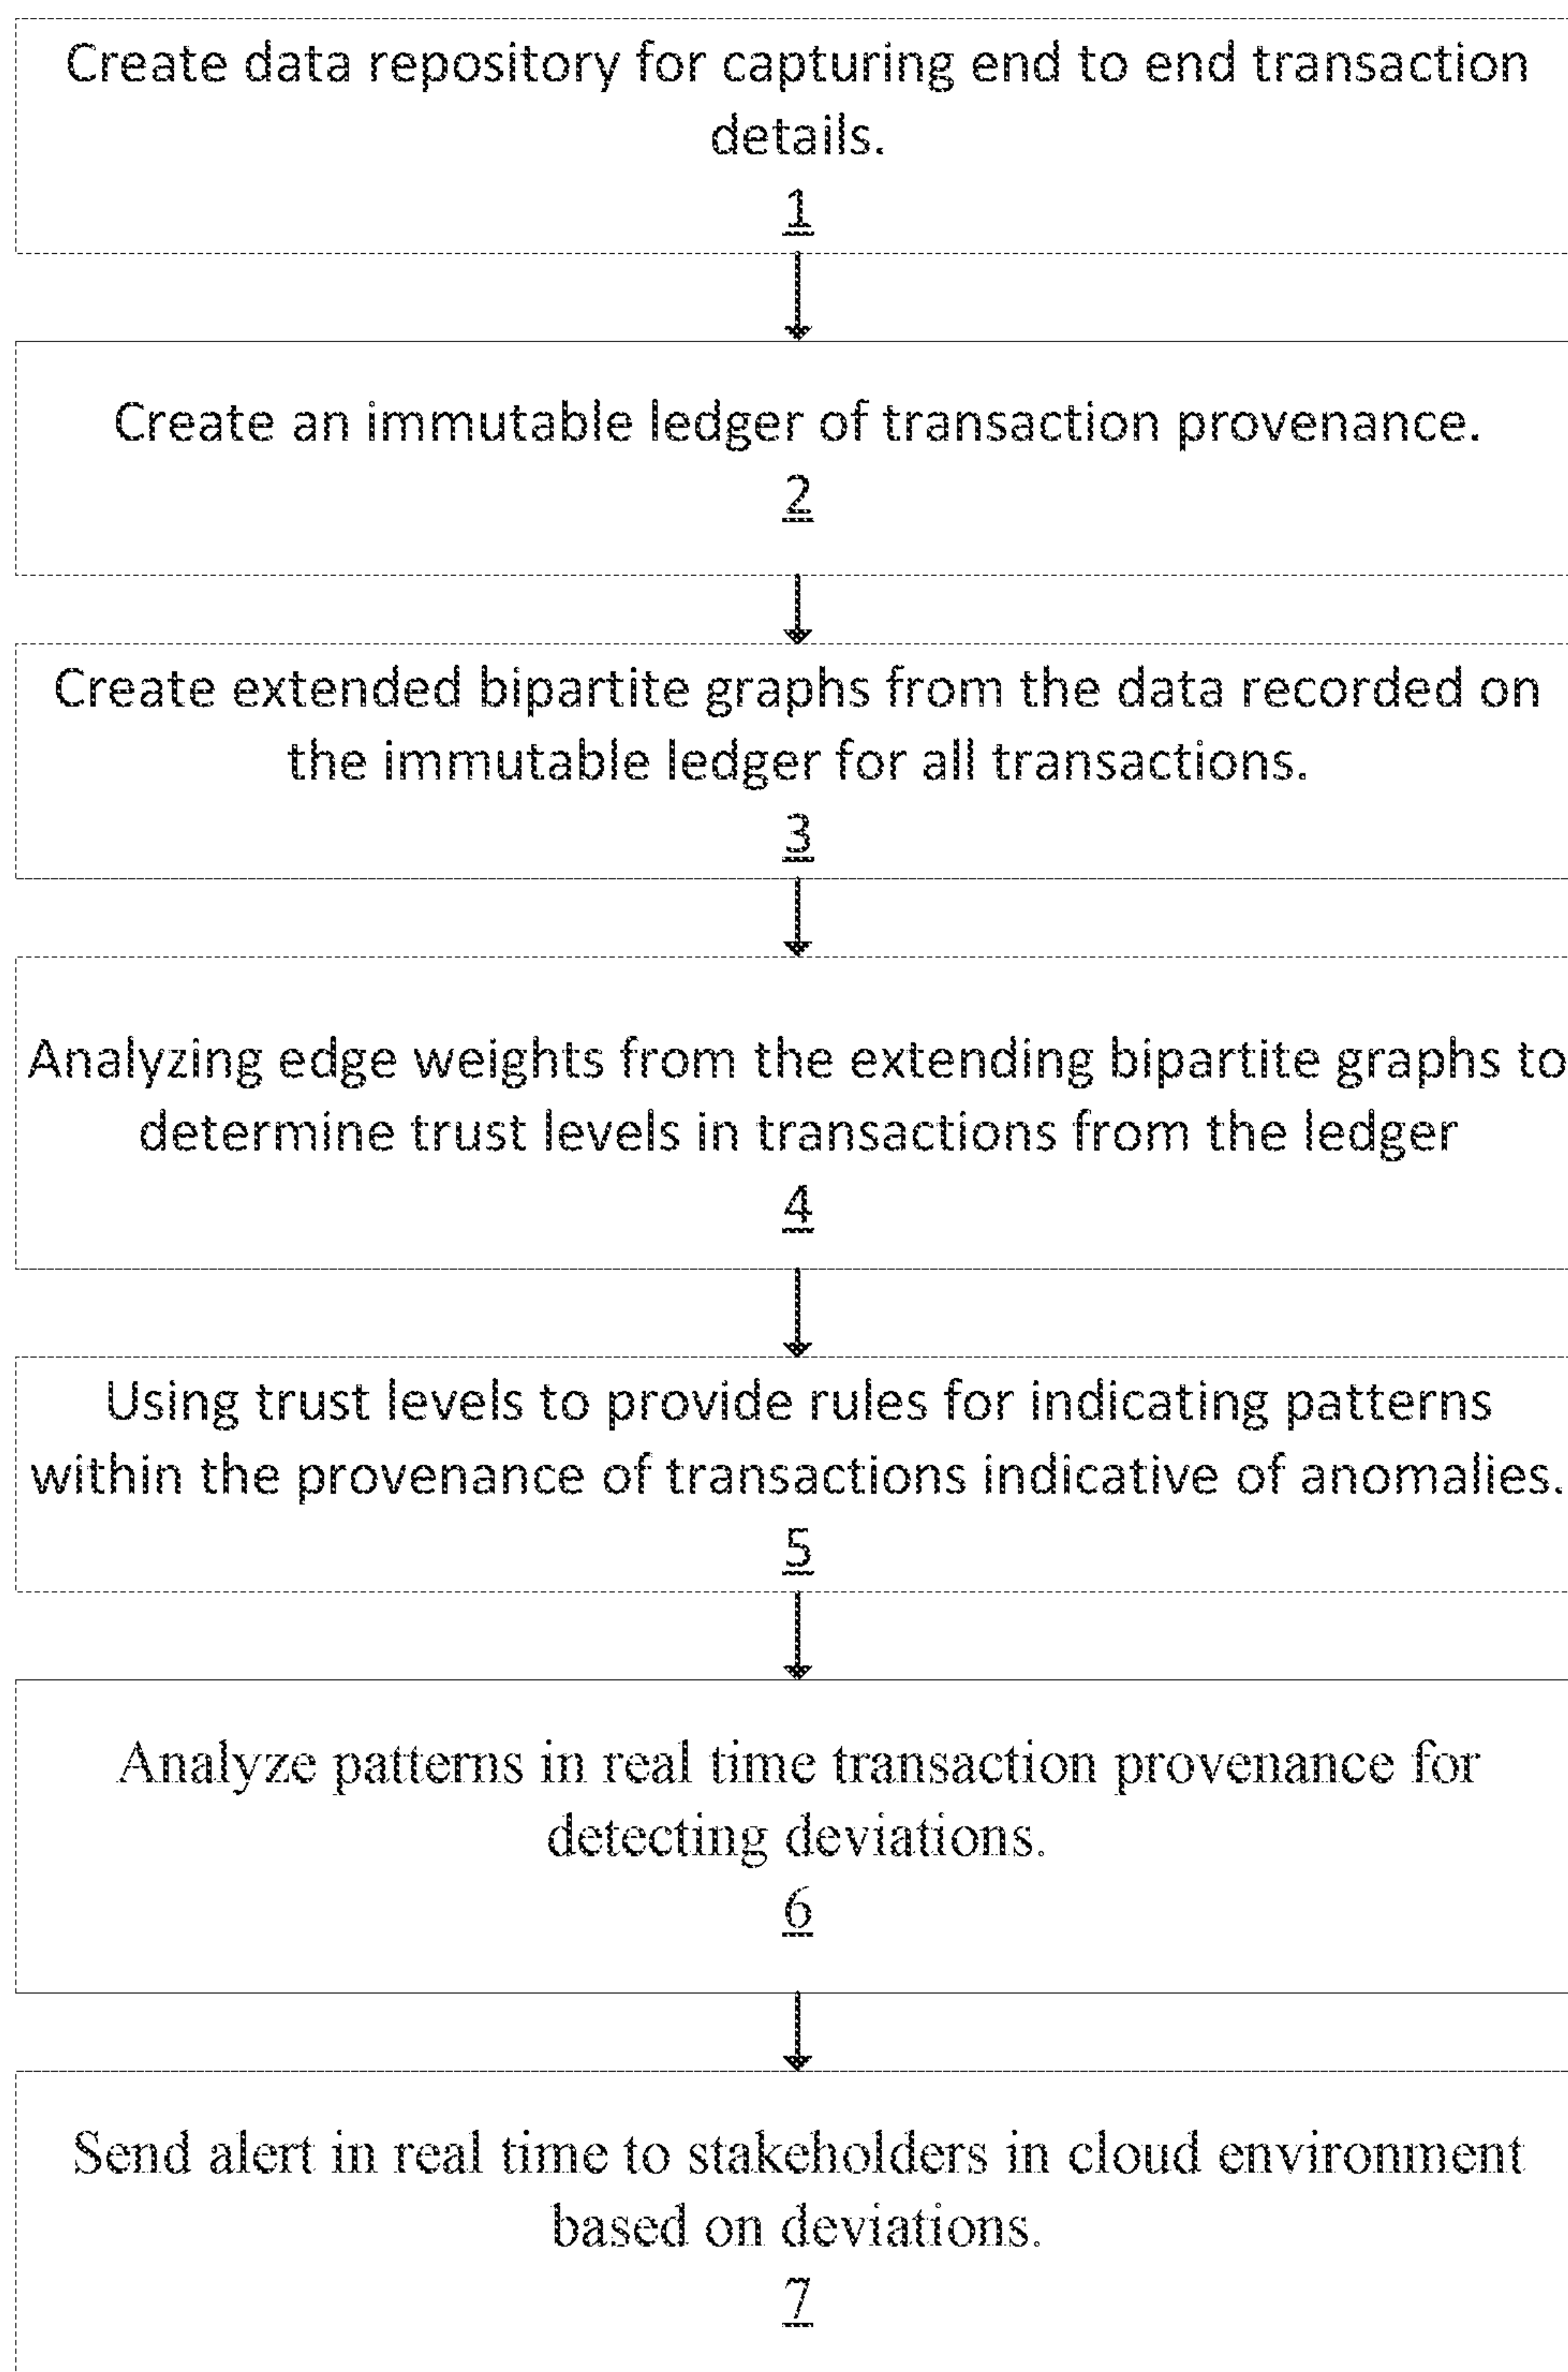 Create data repository for capturing end to end transaction
details.
1
Create an immutable ledger of transaction provenance.
2
Create extended bipartite graphs from the data recorded on
the immutable ledger for all transactions.
3
Analyzing edge weights from the extending bipartite graphs to
determine trust levels in transactions from the ledger
4
Using trust levels to provide rules for indicating patterns
within the provenance of transactions indicative of anomalies.
5
Analyze patterns in real time transaction provenance for
detecting deviations.
6
Send alert in real time to stakeholders in cloud environment
based on deviations.
7